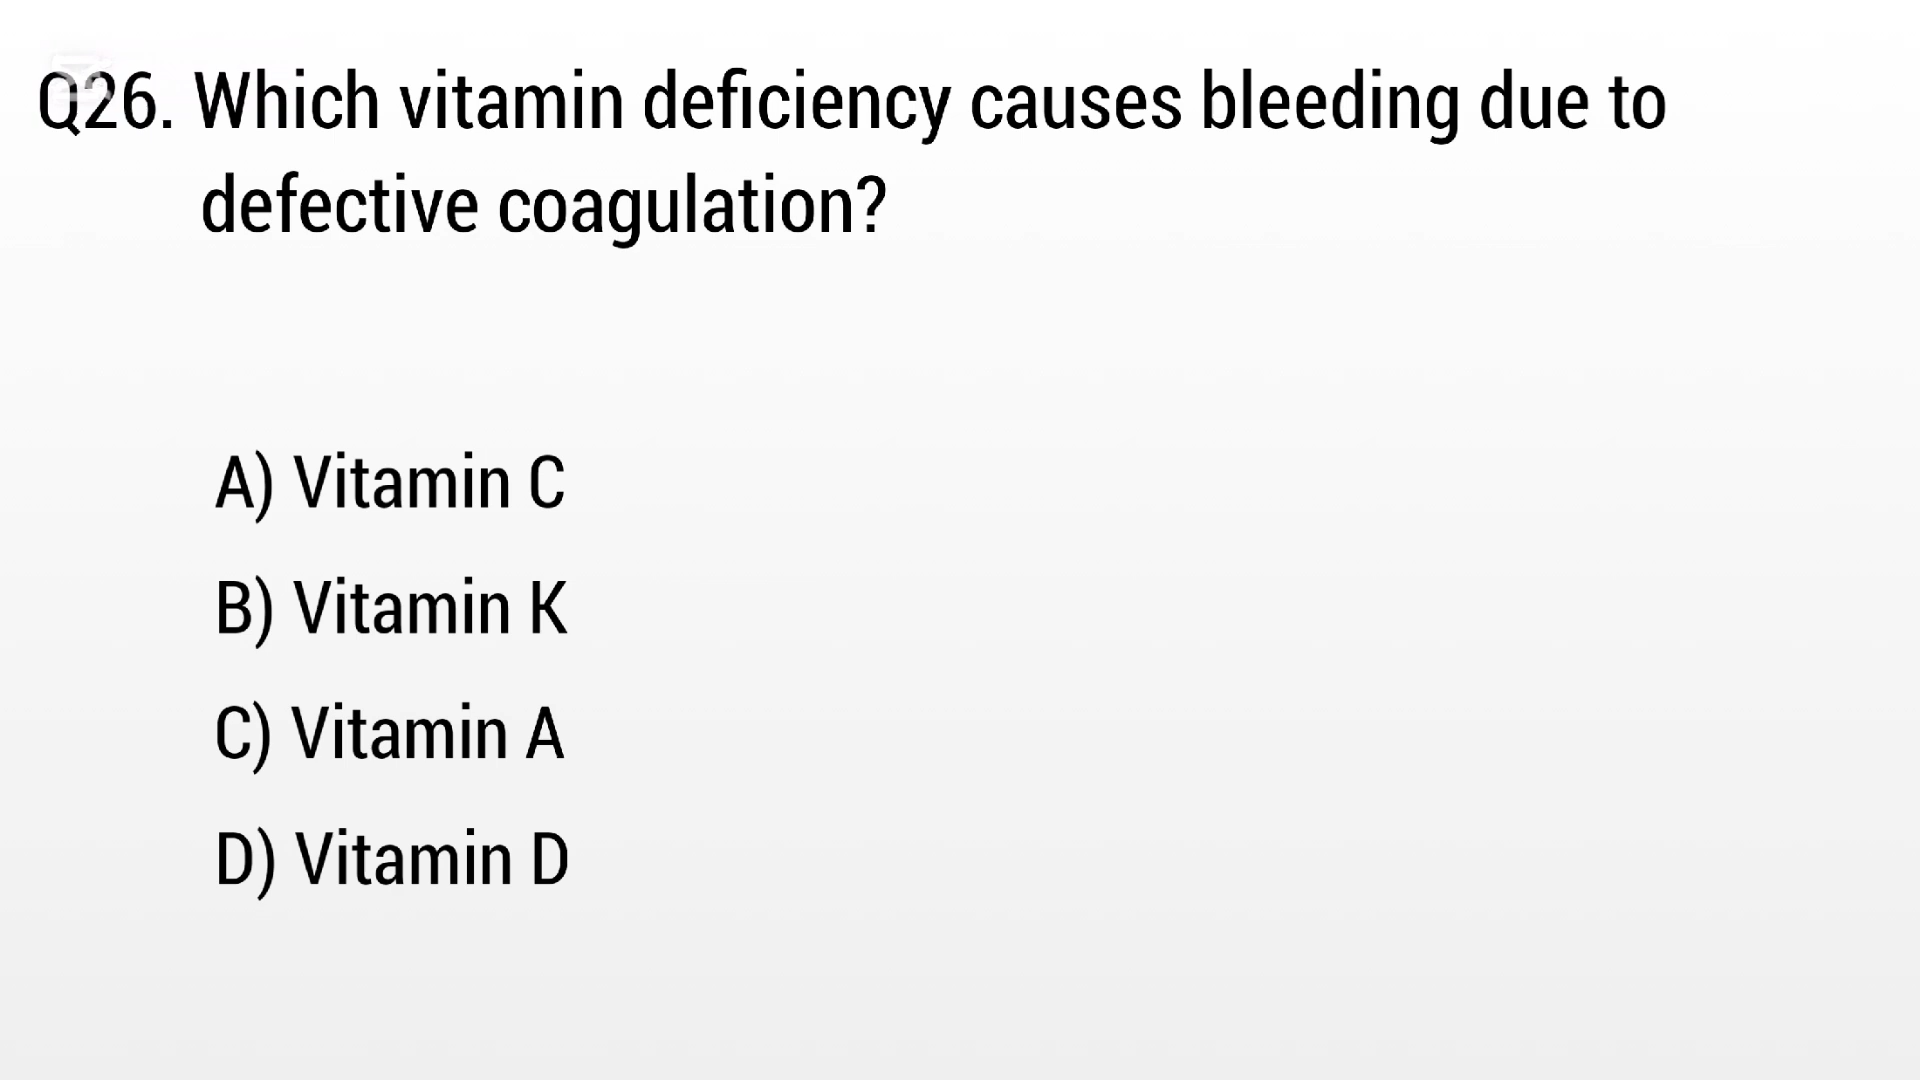 Q26. Which vitamin deficiency causes bleeding due to
defective coagulation?
A) Vitamin C
B) Vitamin K
C) Vitamin A
D) Vitamin D